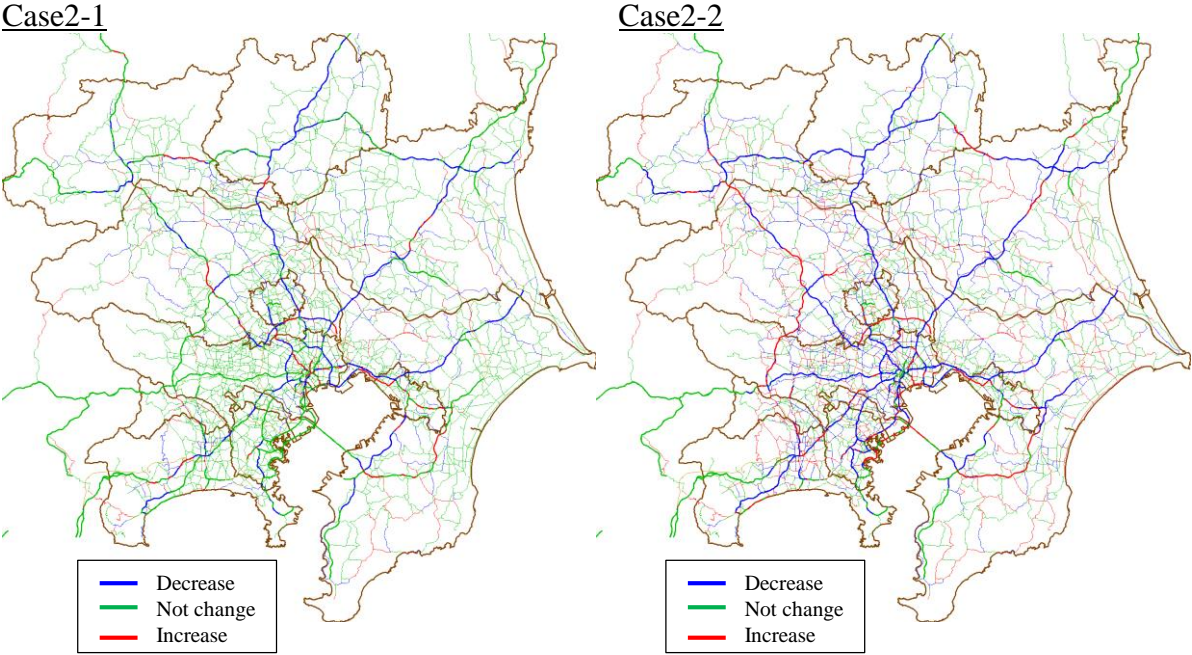 Case2-1
Case2-2
Decrease
Not change
Increase
Decrease
Not change
Increase